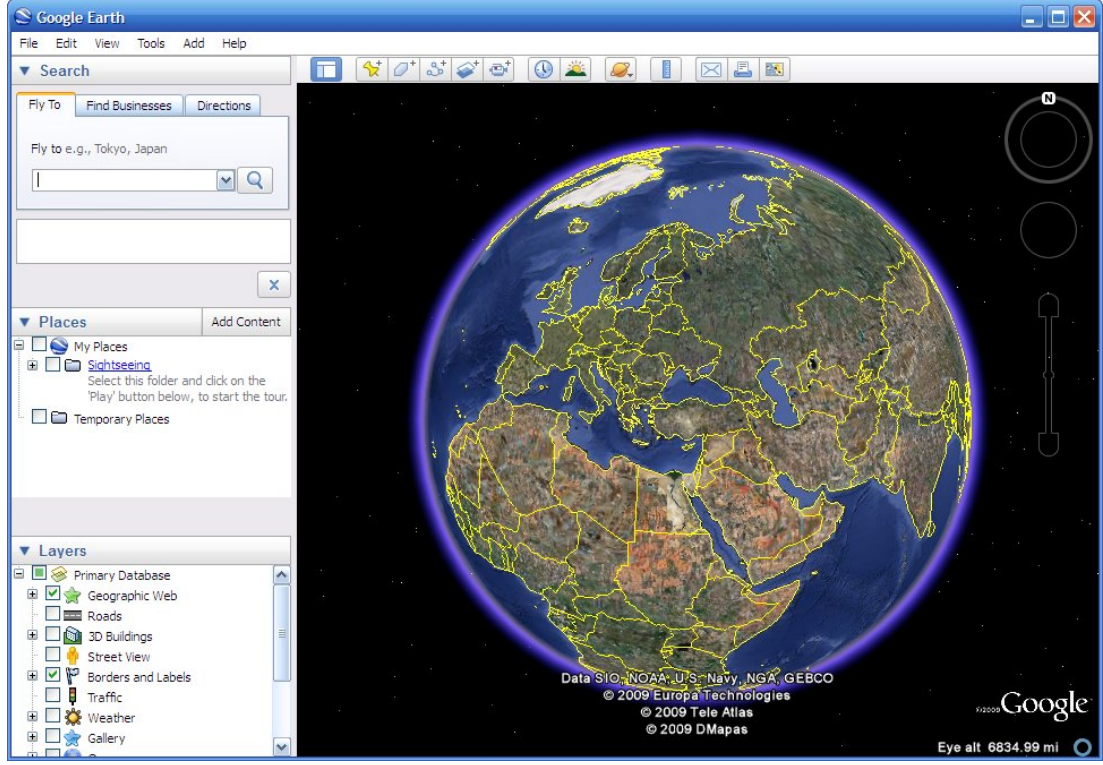 Google Earth
File Edit View Tools Add Help
Search
Fly To Find Businesses Directions
Fly to e.g., Tokyo, Japan
Places Add Content
My Places
Sightseeing
Select this folder and click on the
'Play' button below, to start the tour.
Temporary Places
Layers
Primary Database
Geographic Web
Roads
3D Buildings
Street View
Borders and Labels
Traffic
Weather
Gallery
N
Data SIO, NOAA, U.S. Navy, NGA, GEBCO
© 2009 Europa Technologies
© 2009 Tele Atlas
© 2009 DMapas
©2009 Google
Eye alt 6834.99 mi